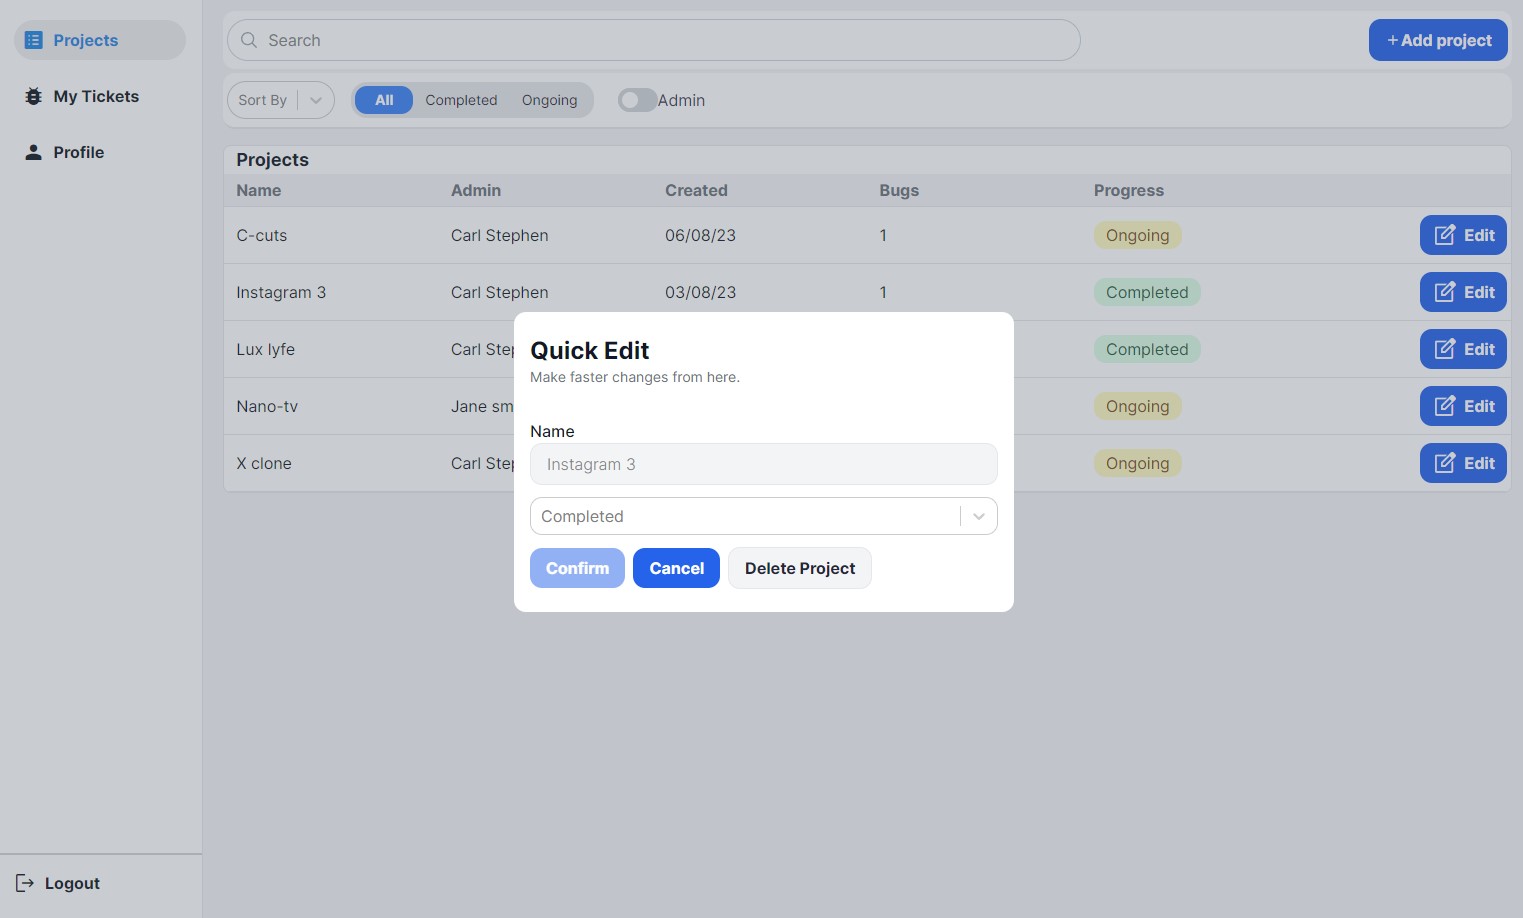 Projects
My Tickets
Profile
Logout
Search
+ Add project
Sort By
All Completed Ongoing
Admin
Projects
Name Admin Created Bugs Progress
C-cuts Carl Stephen 06/08/23 1 Ongoing Edit
Instagram 3 Carl Stephen 03/08/23 1 Completed Edit
Lux lyfe Carl Step Completed Edit
Nano-tv Jane sm Ongoing Edit
X clone Carl Step Ongoing Edit
Quick Edit
Make faster changes from here.
Name
Instagram 3
Completed
Confirm Cancel Delete Project